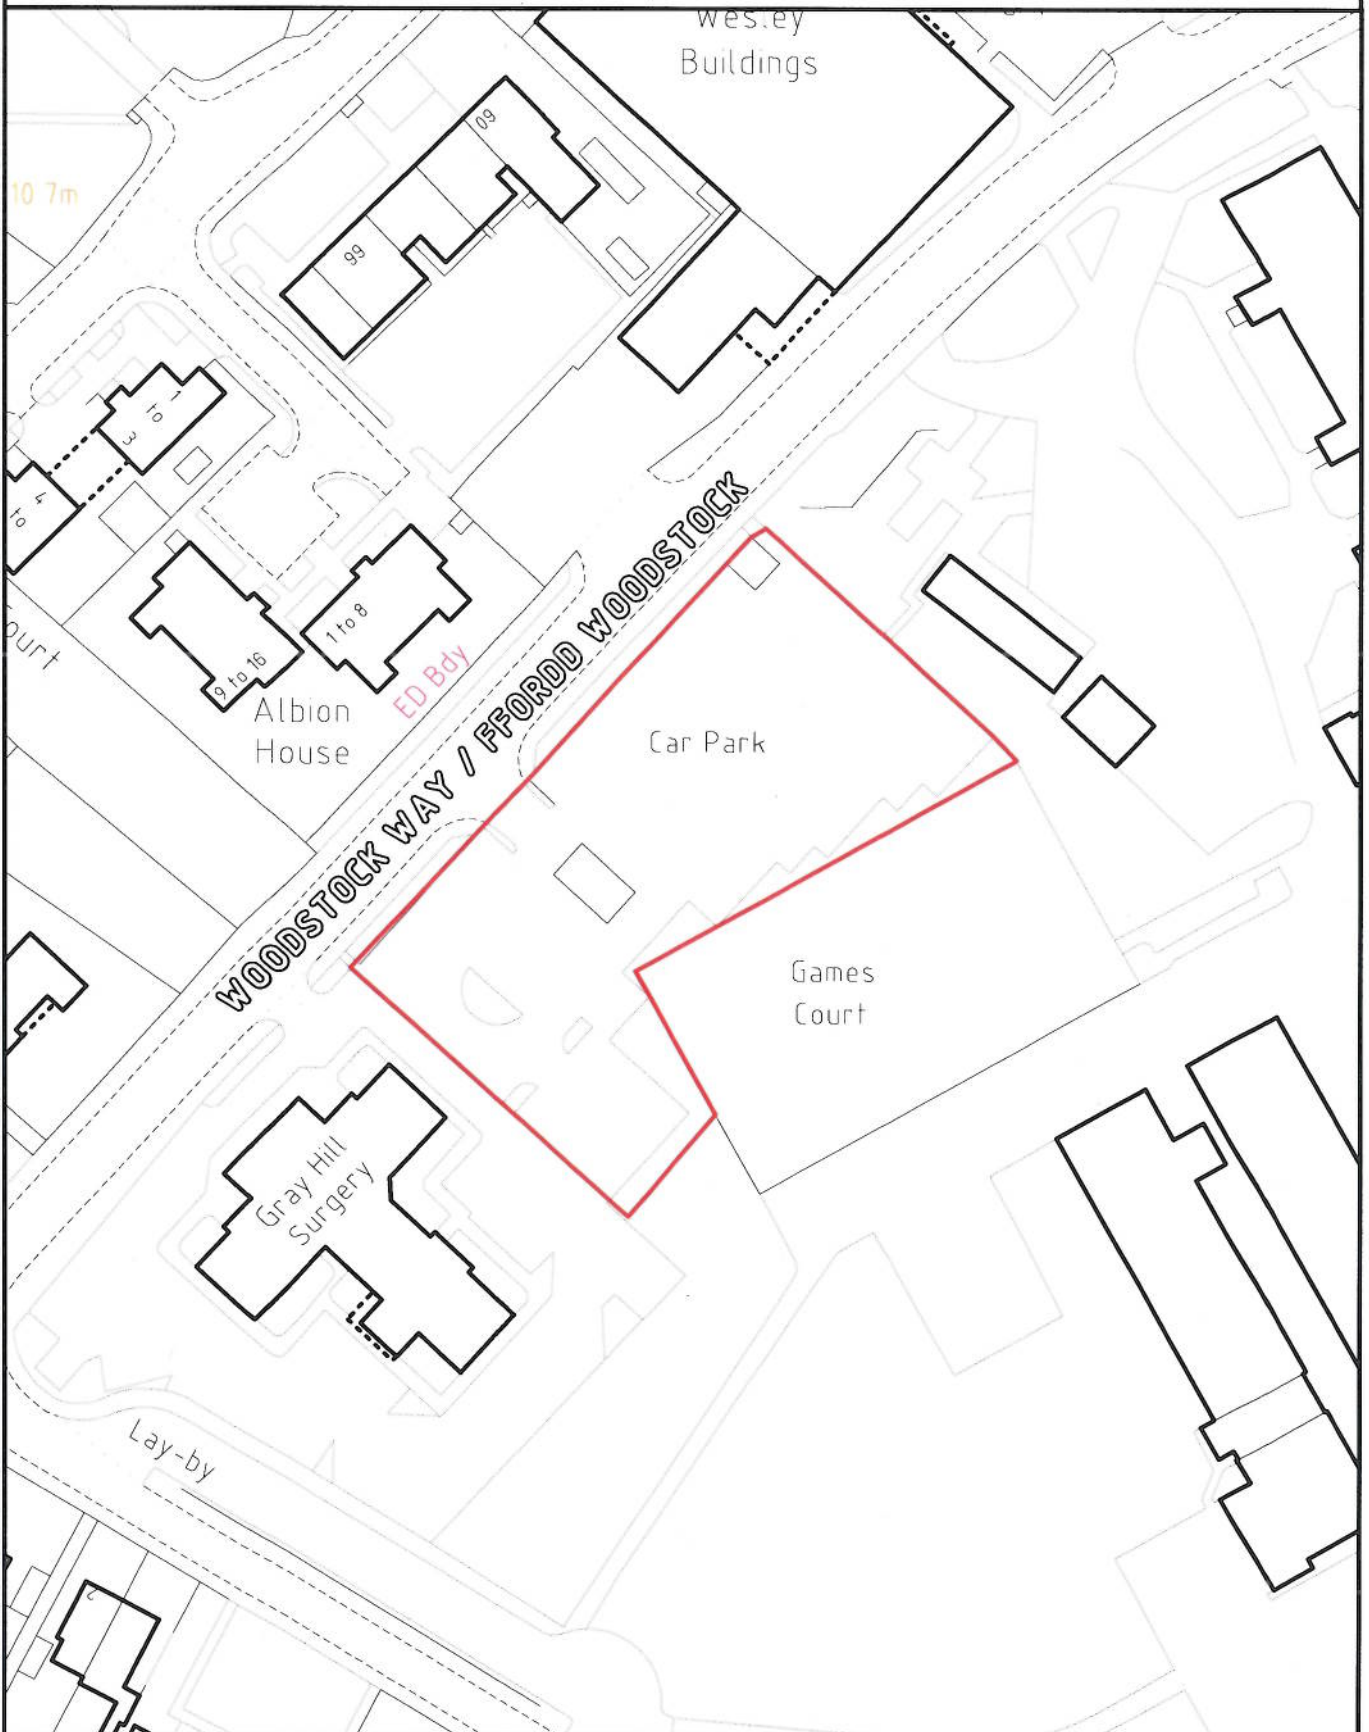 Wesley
Buildings
60
10 7m
66
1
to
3
4
to
1 to 8
9 to 16
ED Bdy
Albion
House
WOODSTOCK WAY / FFORDD WOODSTOCK
Car Park
Games
Court
Gray Hill
Surgery
Lay-by
2